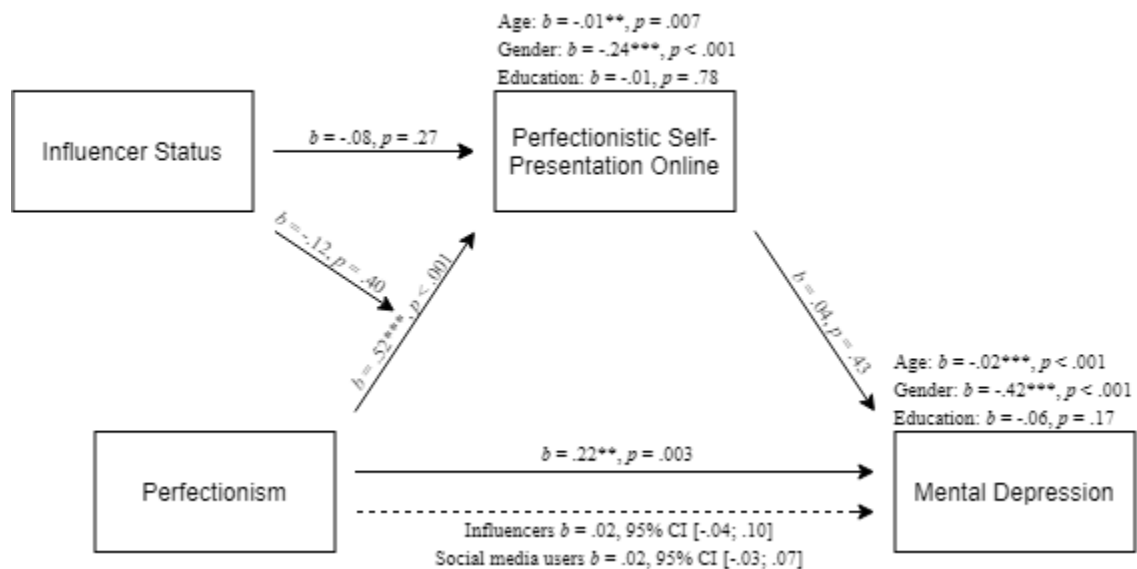 Age: b = -.01**, p = .007
Gender: b = -.24***, p < .001
Education: b = -.01, p = .78
Influencer Status
b = -.08, p = .27
Perfectionistic Self-
Presentation Online
b = -.12, p = .40
b = .52***, p < .001
b = .04, p = .43
Age: b = -.02***, p < .001
Gender: b = -.42***, p < .001
Education: b = -.06, p = .17
Perfectionism
b = .22**, p = .003
Mental Depression
Influencers b = .02, 95% CI [-.04; .10]
Social media users b = .02, 95% CI [-.03; .07]